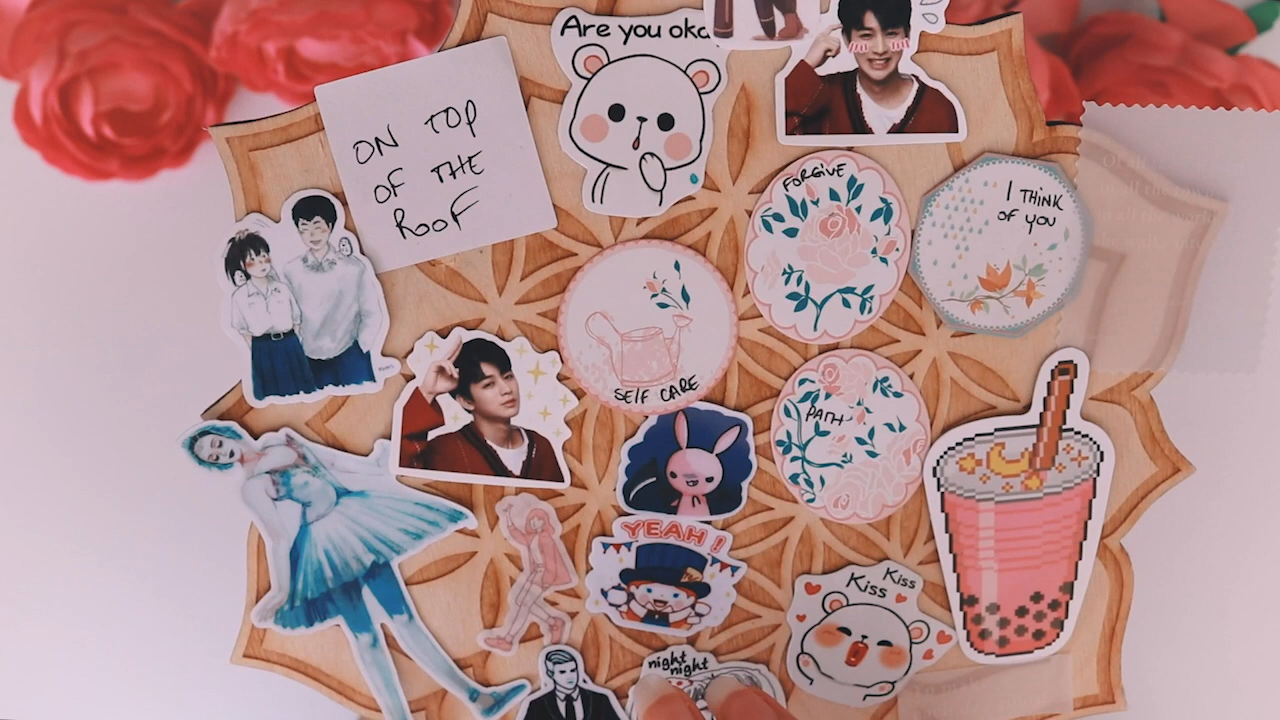 Are you oka
ON TOP
OF THE
ROOF
FORGIVE
I THINK
OF YOU
SELF CARE
PATH
YEAH!
Kiss
Kiss
night
night